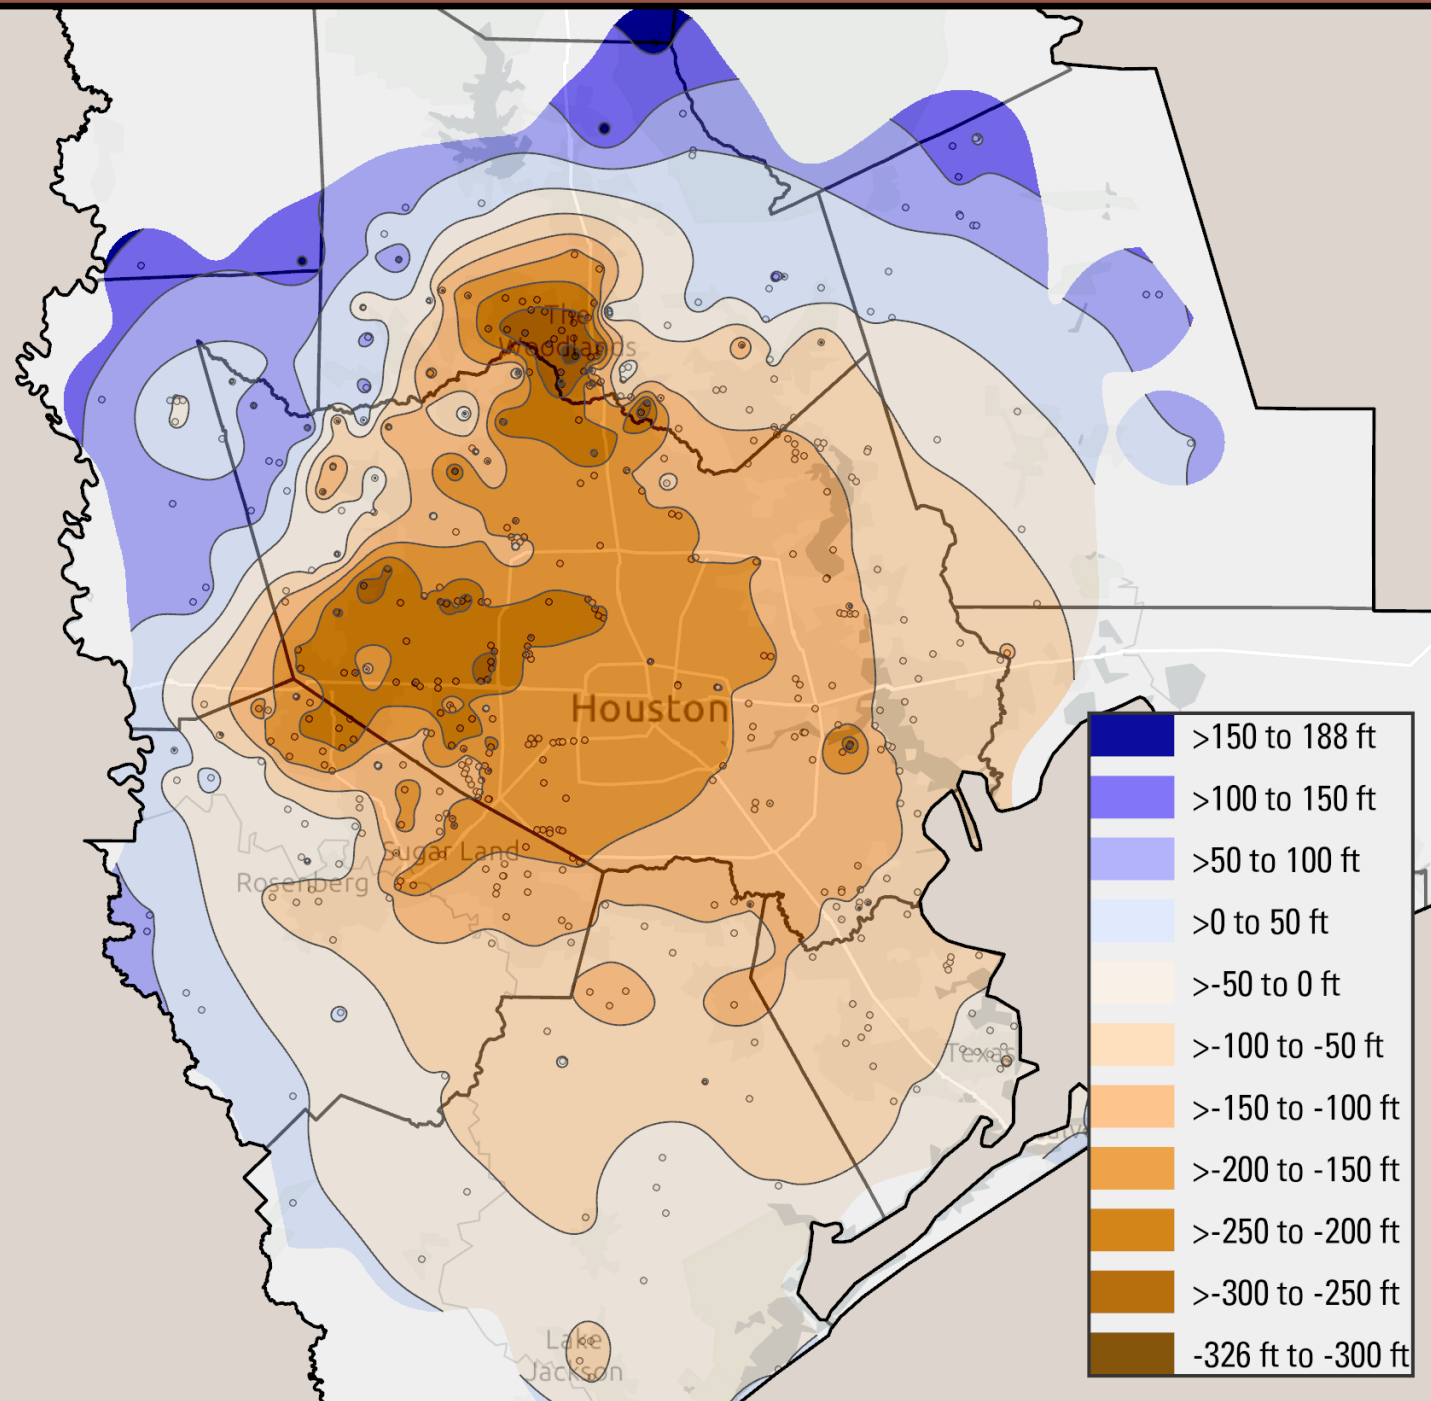 The
Woodlands
Houston
Sugar Land
Rosenberg
Texas
Lake
Jackson
>150 to 188 ft
>100 to 150 ft
>50 to 100 ft
>0 to 50 ft
>-50 to 0 ft
>-100 to -50 ft
>-150 to -100 ft
>-200 to -150 ft
>-250 to -200 ft
>-300 to -250 ft
-326 ft to -300 ft